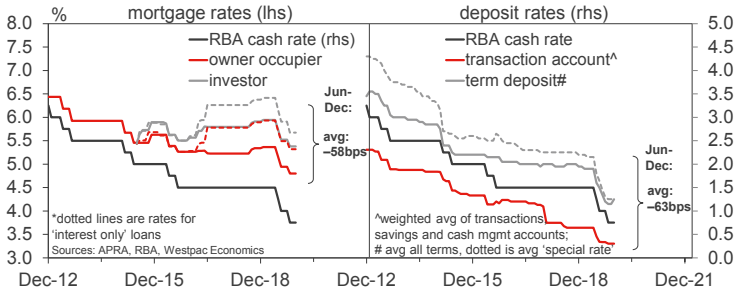 % mortgage rates (lhs) deposit rates (rhs)
8.0
7.5
7.0
6.5
6.0
5.5
5.0
4.5
4.0
3.5
3.0
RBA cash rate (rhs)
owner occupier
investor
Jun-
Dec:
avg:
–58bps
*dotted lines are rates for
'interest only' loans
Sources: APRA, RBA, Westpac Economics
RBA cash rate
transaction account^
term deposit#
Jun-
Dec:
avg:
–63bps
^weighted avg of transactions,
savings and cash mgmt accounts;
# avg all terms, dotted is avg 'special rate'
5.0
4.5
4.0
3.5
3.0
2.5
2.0
1.5
1.0
0.5
0.0
Dec-12 Dec-15 Dec-18 Dec-12 Dec-15 Dec-18 Dec-21